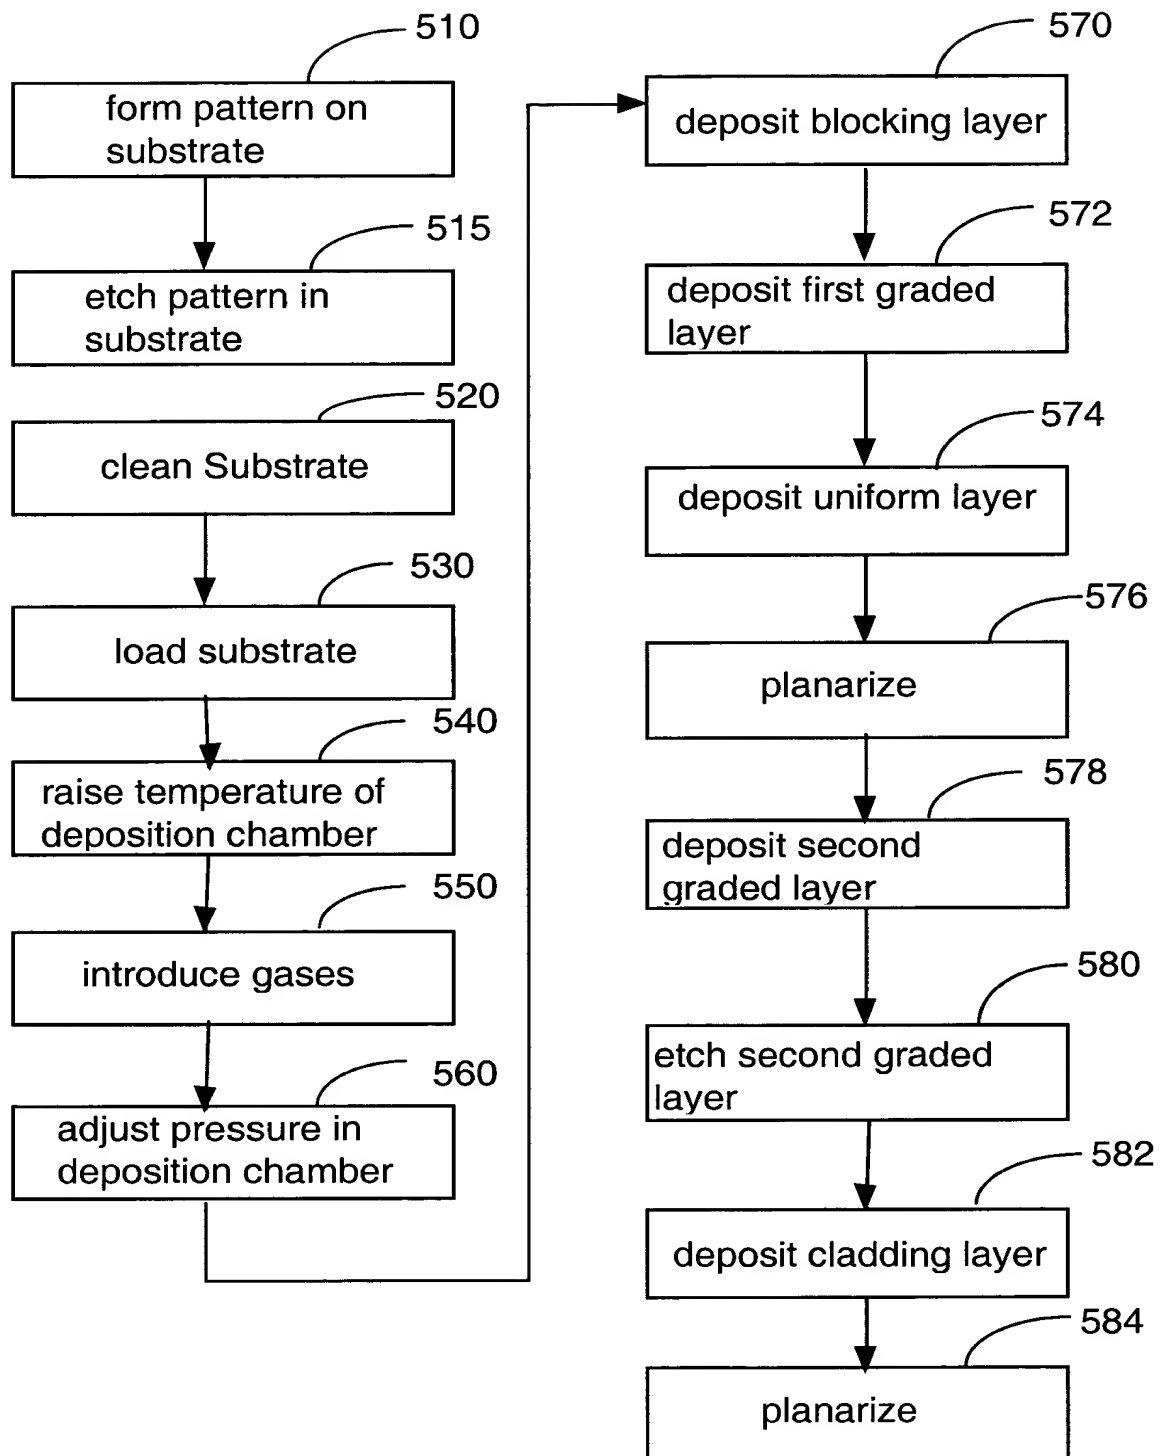 510
form pattern on
substrate
515
etch pattern in
substrate
520
clean Substrate
530
load substrate
540
raise temperature of
deposition chamber
550
introduce gases
560
adjust pressure in
deposition chamber
570
deposit blocking layer
572
deposit first graded
layer
574
deposit uniform layer
576
planarize
578
deposit second
graded layer
580
etch second graded
layer
582
deposit cladding layer
584
planarize